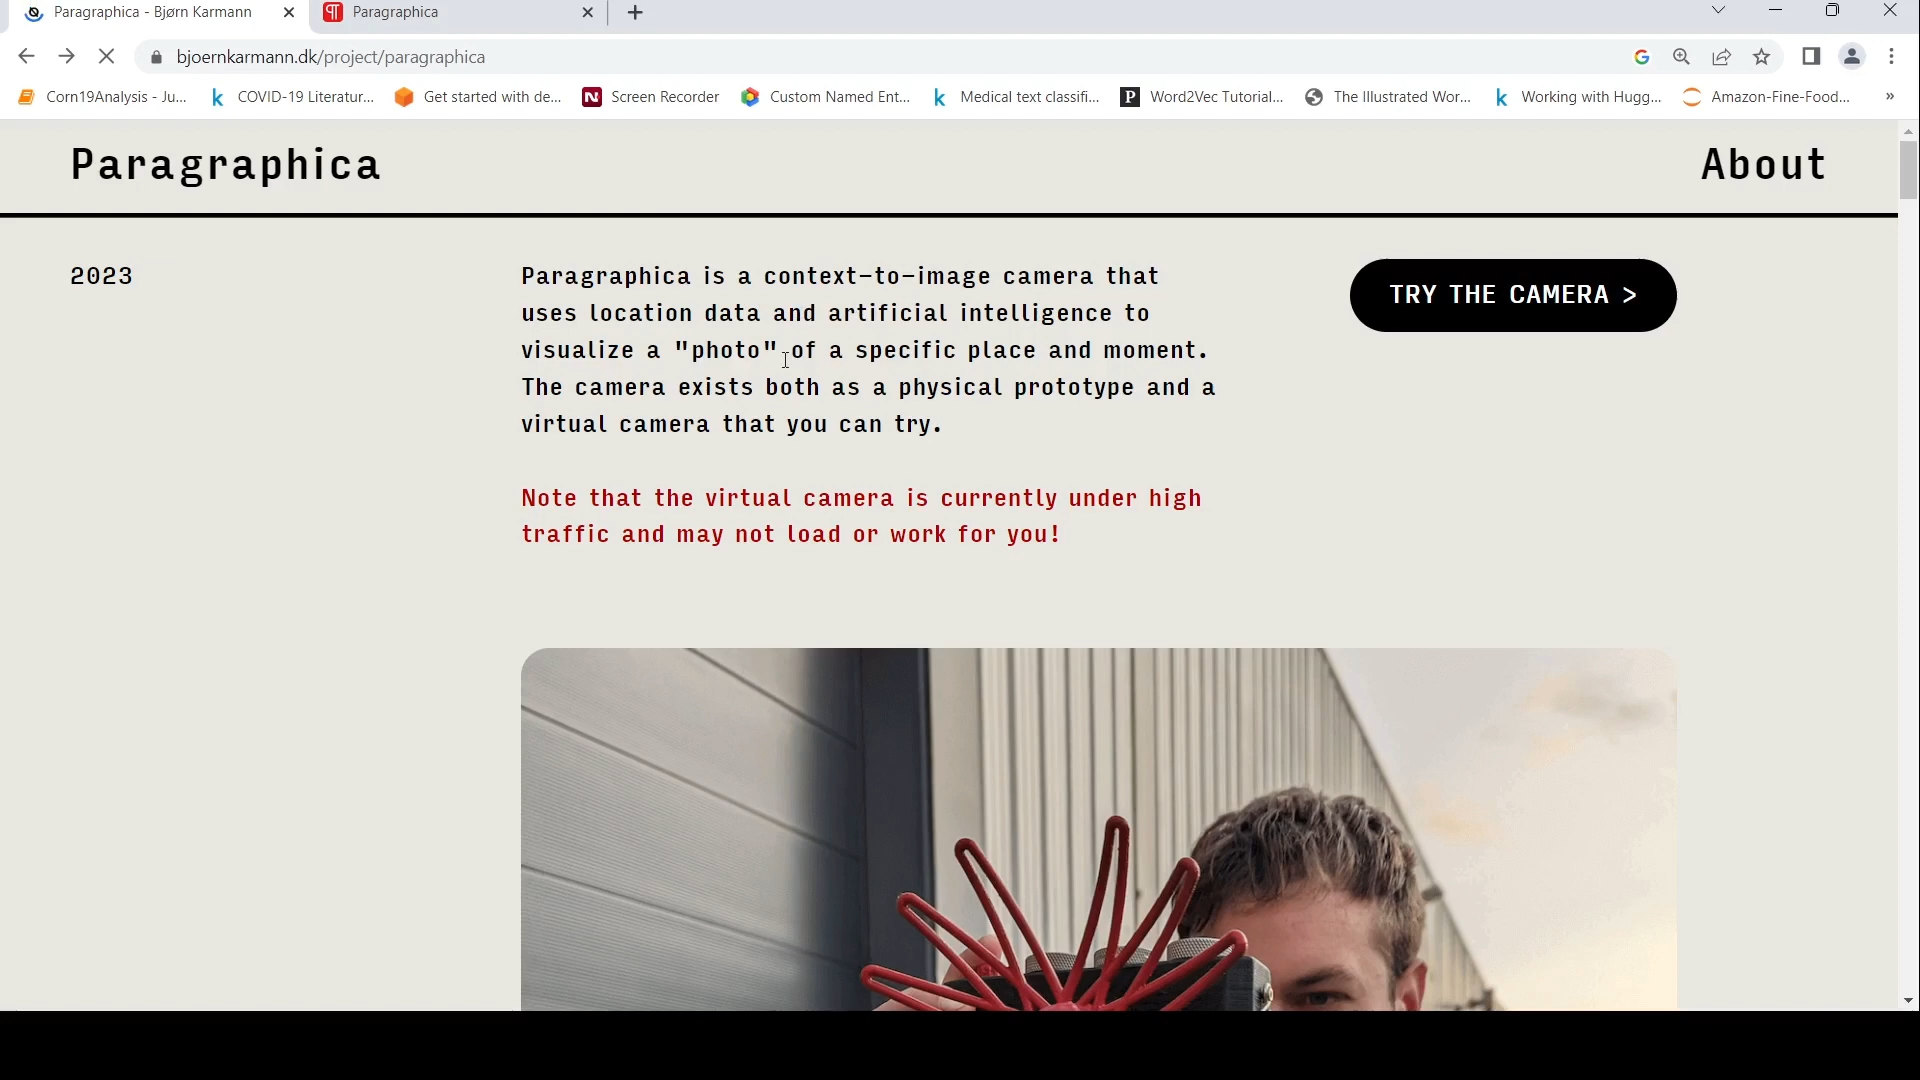 Paragraphica - Bjørn Karmann
Paragraphica
bjoernkarmann.dk/project/paragraphica
Corn19Analysis - Ju...
COVID-19 Literatur...
Get started with de...
Screen Recorder
Custom Named Ent...
Medical text classifi...
Word2Vec Tutorial...
The Illustrated Wor...
Working with Hugg...
Amazon-Fine-Food...
»
Paragraphica
About
2023
Paragraphica is a context-to-image camera that
uses location data and artificial intelligence to
visualize a "photo" of a specific place and moment.
The camera exists both as a physical prototype and a
virtual camera that you can try.
TRY THE CAMERA >
Note that the virtual camera is currently under high
traffic and may not load or work for you!